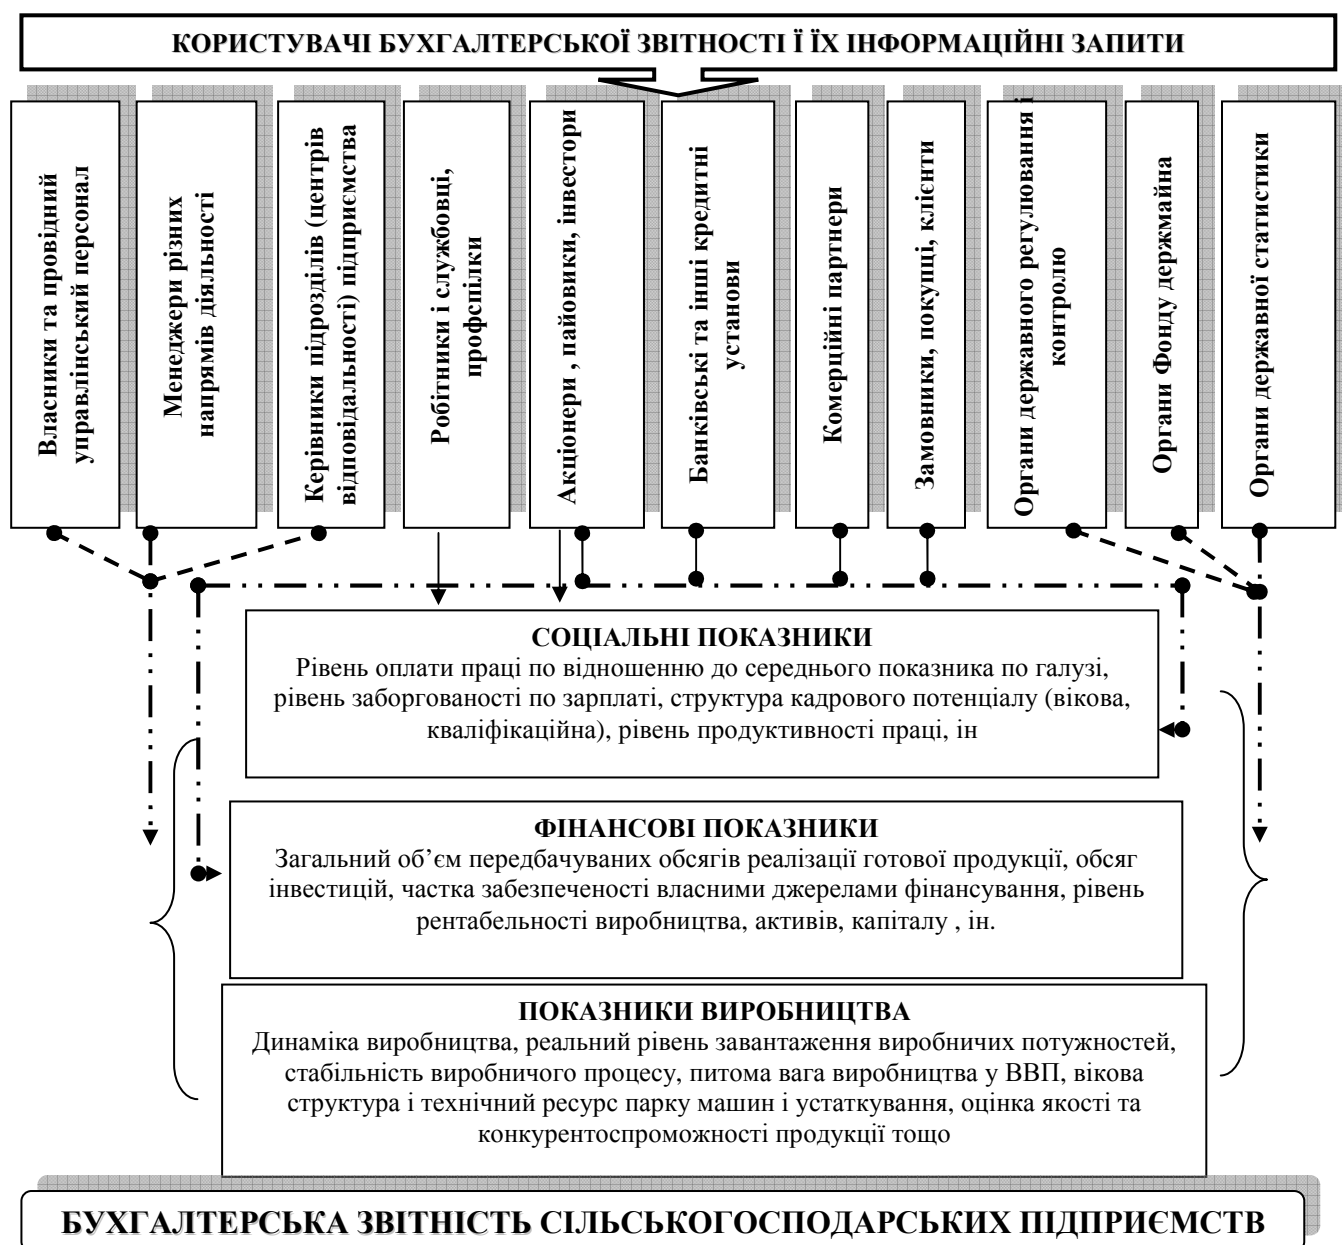 КОРИСТУВАЧІ БУХГАЛТЕРСЬКОЇ ЗВІТНОСТІ Ї ЇХ ІНФОРМАЦІЙНІ ЗАПИТИ
Власники та провідний
управлінський персонал
Менеджери різних
напрямів діяльності
Керівники підрозділів (центрів
відповідальності) підприємства
Робітники і службовці,
профспілки
Акціонери , пайовики, інвестори
Банківські та інші кредитні
установи
Комерційні партнери
Замовники, покупці, клієнти
Органи державного регулювання і
контролю
Органи Фонду держмайна
Органи державної статистики
СОЦІАЛЬНІ ПОКАЗНИКИ
Рівень оплати праці по відношенню до середнього показника по галузі,
рівень заборгованості по зарплаті, структура кадрового потенціалу (вікова,
кваліфікаційна), рівень продуктивності праці, ін
ФІНАНСОВІ ПОКАЗНИКИ
Загальний об’єм передбачуваних обсягів реалізації готової продукції, обсяг
інвестицій, частка забезпеченості власними джерелами фінансування, рівень
рентабельності виробництва, активів, капіталу , ін.
ПОКАЗНИКИ ВИРОБНИЦТВА
Динаміка виробництва, реальний рівень завантаження виробничих потужностей,
стабільність виробничого процесу, питома вага виробництва у ВВП, вікова
структура і технічний ресурс парку машин і устаткування, оцінка якості та
конкурентоспроможності продукції тощо
БУХГАЛТЕРСЬКА ЗВІТНІСТЬ СІЛЬСЬКОГОСПОДАРСЬКИХ ПІДПРИЄМСТВ